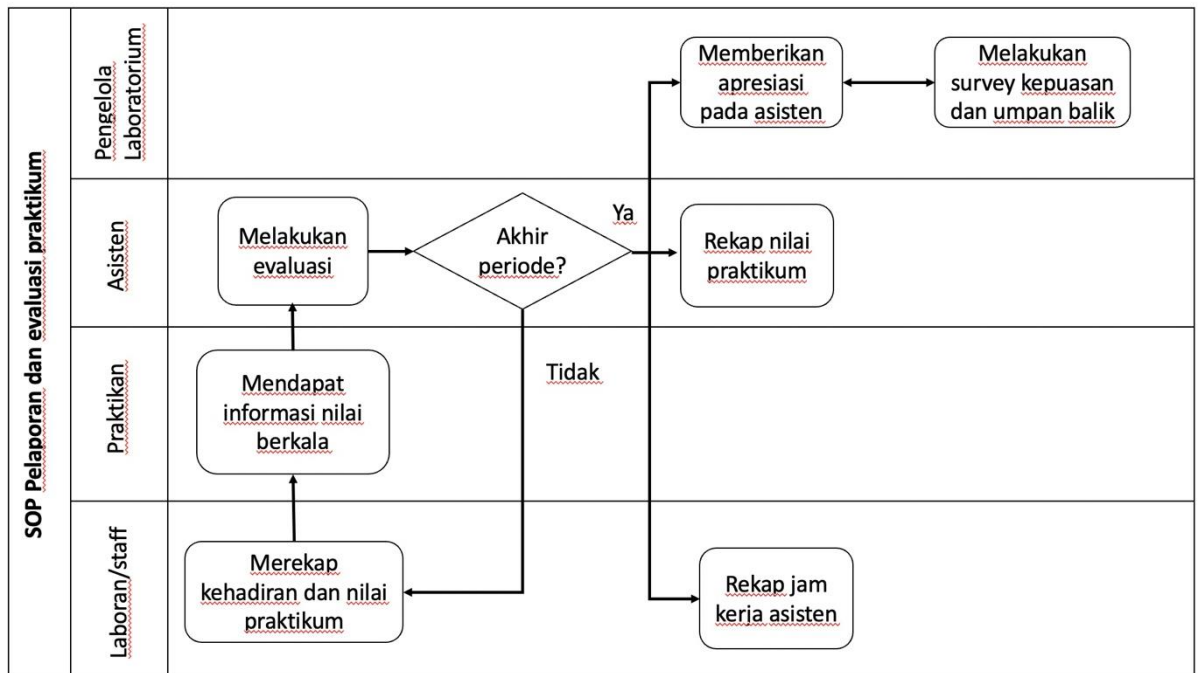 SOP Pelaporan dan evaluasi praktikum
Pengelola
Laboratorium
Memberikan
apresiasi
pada asisten
Melakukan
survey kepuasan
dan umpan balik
Asisten
Melakukan
evaluasi
Akhir
periode?
Ya
Rekap nilai
praktikum
Praktikan
Mendapat
informasi nilai
berkala
Tidak
Laboran/staff
Merekap
kehadiran dan nilai
praktikum
Rekap jam
kerja asisten